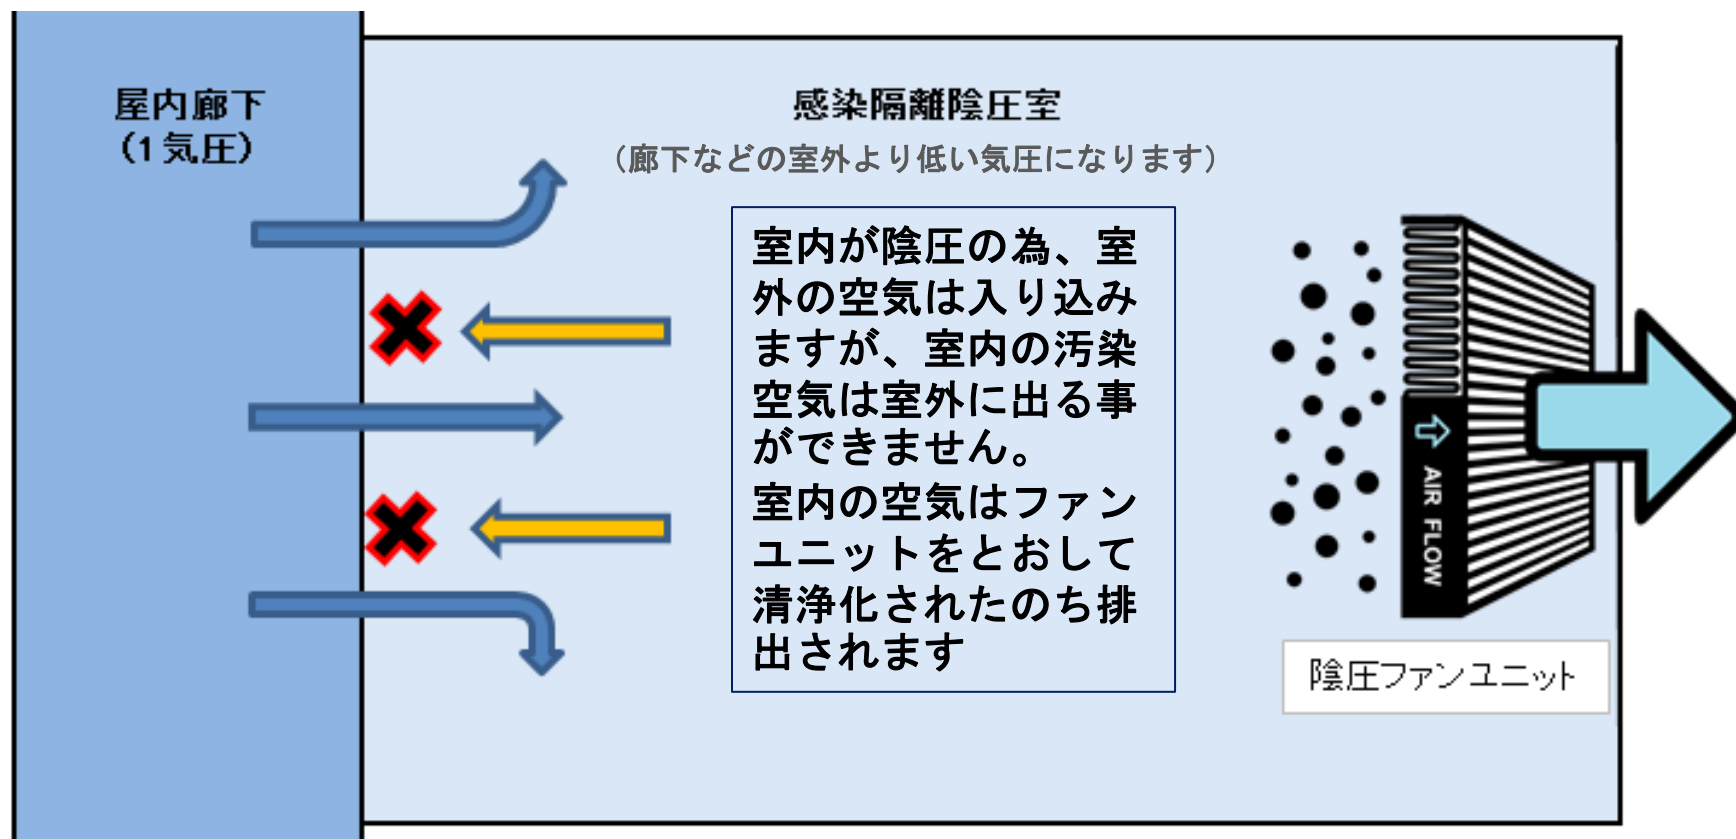 屋内廊下
(1気圧)
感染隔離陰圧室
(廊下などの室外より低い気圧になります)
室内が陰圧の為、室
外の空気は入り込み
ますが、室内の汚染
空気は室外に出る事
ができません。
室内の空気はファン
ユニットをとおして
清浄化されたのち排
出されます
AIR FLOW
陰圧ファンユニット